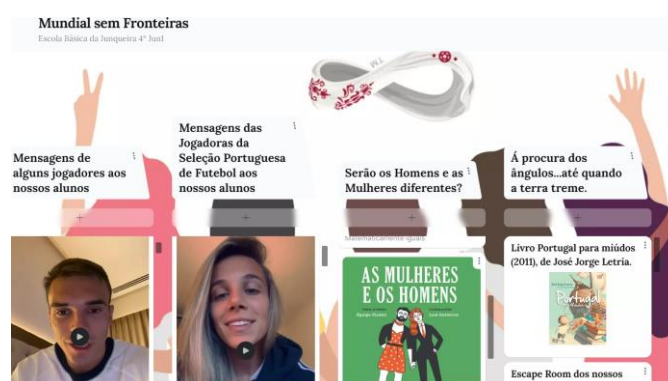 Mundial sem Fronteiras
Escola Básica da Junqueira 4º Jun1
TM
Mensagens de
alguns jogadores aos
nossos alunos
Mensagens das
Jogadoras da
Seleção Portuguesa
de Futebol aos
nossos alunos
Serão os Homens e as
Mulheres diferentes?
Matematicamente iguais
AS MULHERES
E OS HOMENS
Á procura dos
ângulos...até quando
a terra treme.
Livro Portugal para miúdos
(2011), de José Jorge Letria.
Portugal
Escape Room dos nossos